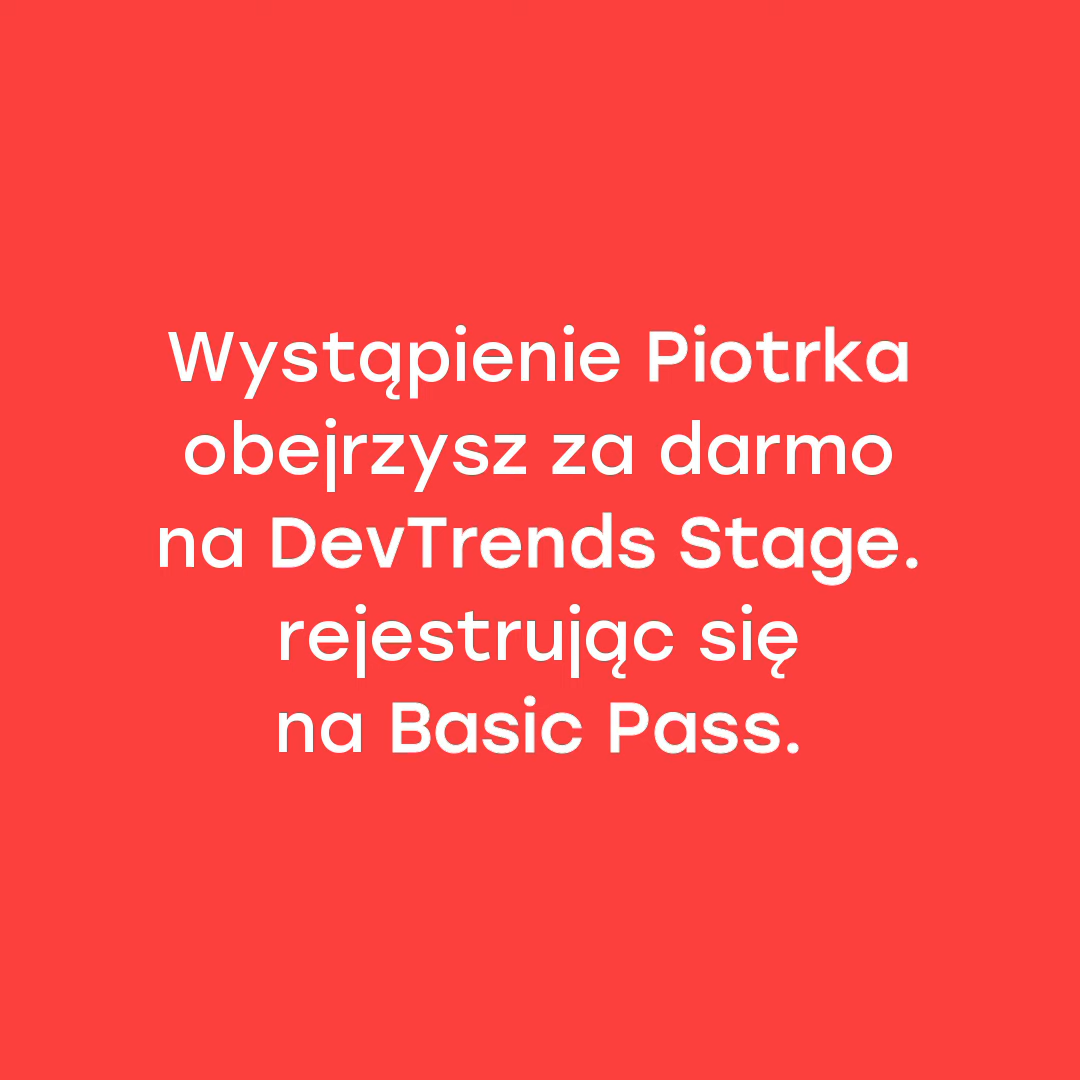 Wystąpienie Piotrka
obejrzysz za darmo
na DevTrends Stage.
rejestrując się
na Basic Pass.